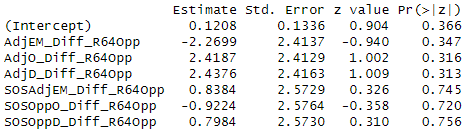 Estimate Std. Error z value Pr(>|z|)
(Intercept) 0.1208 0.1336 0.904 0.366
AdjEM_Diff_R64Opp -2.2699 2.4137 -0.940 0.347
AdjO_Diff_R64Opp 2.4187 2.4129 1.002 0.316
AdjD_Diff_R64Opp 2.4376 2.4163 1.009 0.313
SOSAdjEM_Diff_R64Opp 0.8384 2.5729 0.326 0.745
SOSOppO_Diff_R64Opp -0.9224 2.5764 -0.358 0.720
SOSOppD_Diff_R64Opp 0.7984 2.5730 0.310 0.756